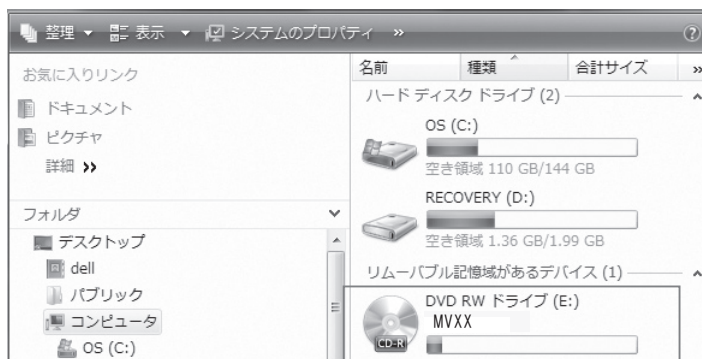 整理 表示 システムのプロパティ »
お気に入りリンク
ドキュメント
ピクチャ
詳細 »
フォルダ
デスクトップ
dell
パブリック
コンピュータ
OS (C:)
名前 種類 合計サイズ »
ハード ディスク ドライブ (2)
OS (C:)
空き領域 110 GB/144 GB
RECOVERY (D:)
空き領域 1.36 GB/1.99 GB
リムーバブル記憶域があるデバイス (1)
DVD RW ドライブ (E:)
MVXX
CD-R